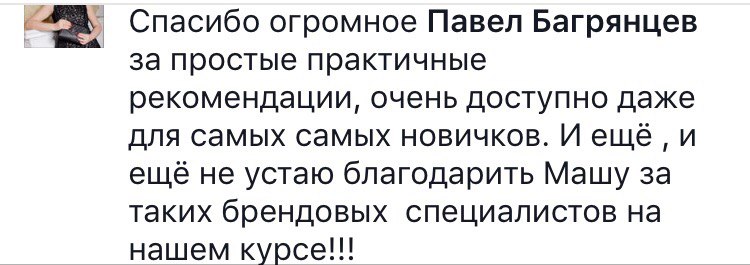 Спасибо огромное Павел Багрянцев
за простые практичные
рекомендации, очень доступно даже
для самых самых новичков. И ещё , и
ещё не устаю благодарить Машу за
таких брендовых  специалистов на
нашем курсе!!!